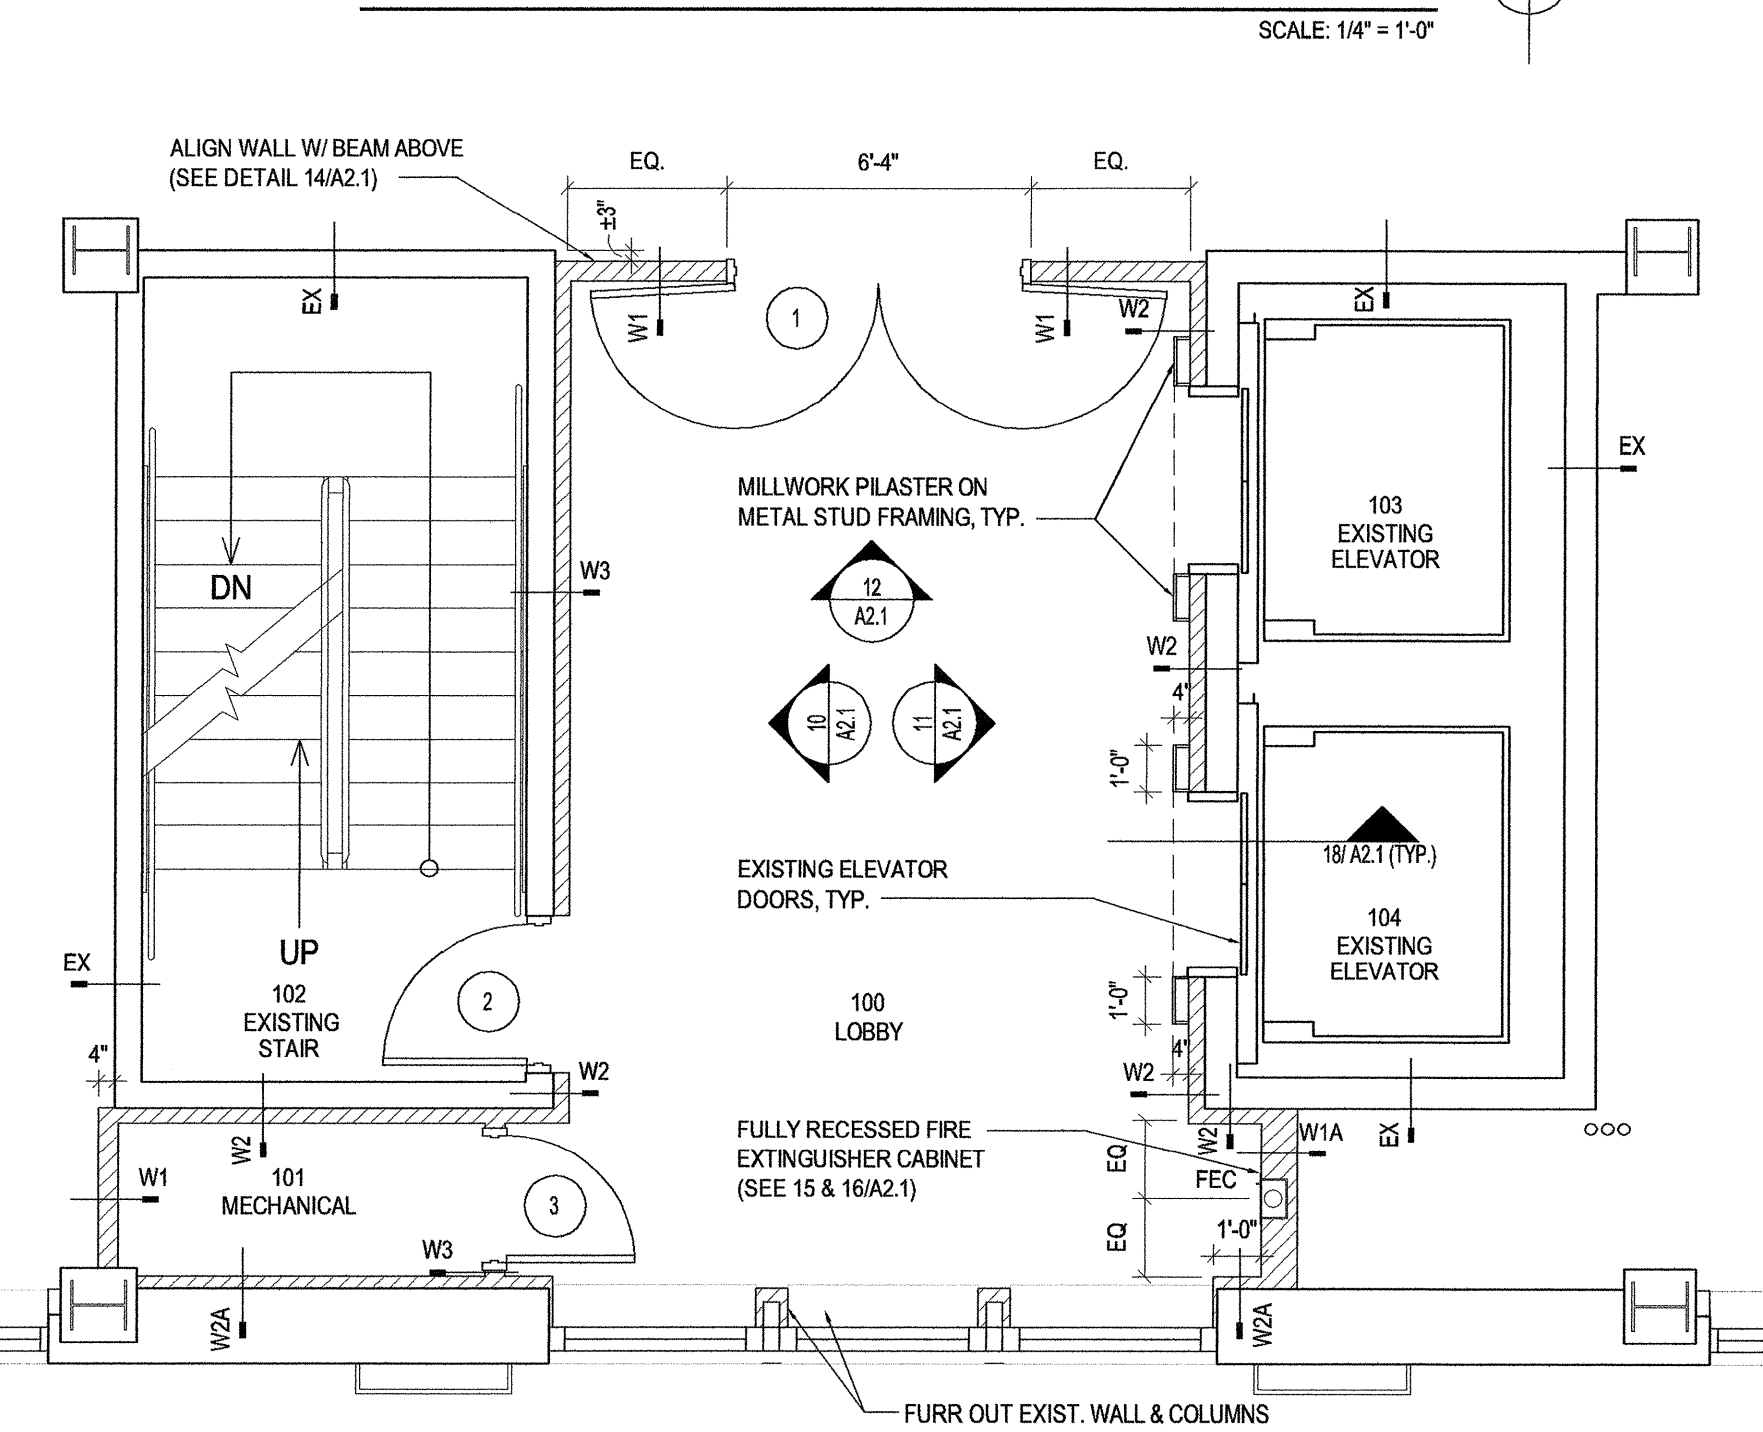 SCALE: 1/4" = 1'-0"
ALIGN WALL W/ BEAM ABOVE
(SEE DETAIL 14/A2.1)
EQ.
6'-4"
EQ.
±3"
EX
W1
1
W1
W2
EX
EX
MILLWORK PILASTER ON
METAL STUD FRAMING, TYP.
103
EXISTING
ELEVATOR
DN
W3
12
A2.1
W2
4"
10
A2.1
11
A2.1
1'-0"
18/ A2.1 (TYP.)
EXISTING ELEVATOR
DOORS, TYP.
104
EXISTING
ELEVATOR
UP
EX
102
EXISTING
STAIR
2
100
LOBBY
1'-0"
4"
4"
W2
W2
FULLY RECESSED FIRE
EXTINGUISHER CABINET
(SEE 15 & 16/A2.1)
W2
W2
W1A
EX
EQ
FEC
W1
101
MECHANICAL
3
EQ
1'-0"
W3
W2A
W2A
FURR OUT EXIST. WALL & COLUMNS